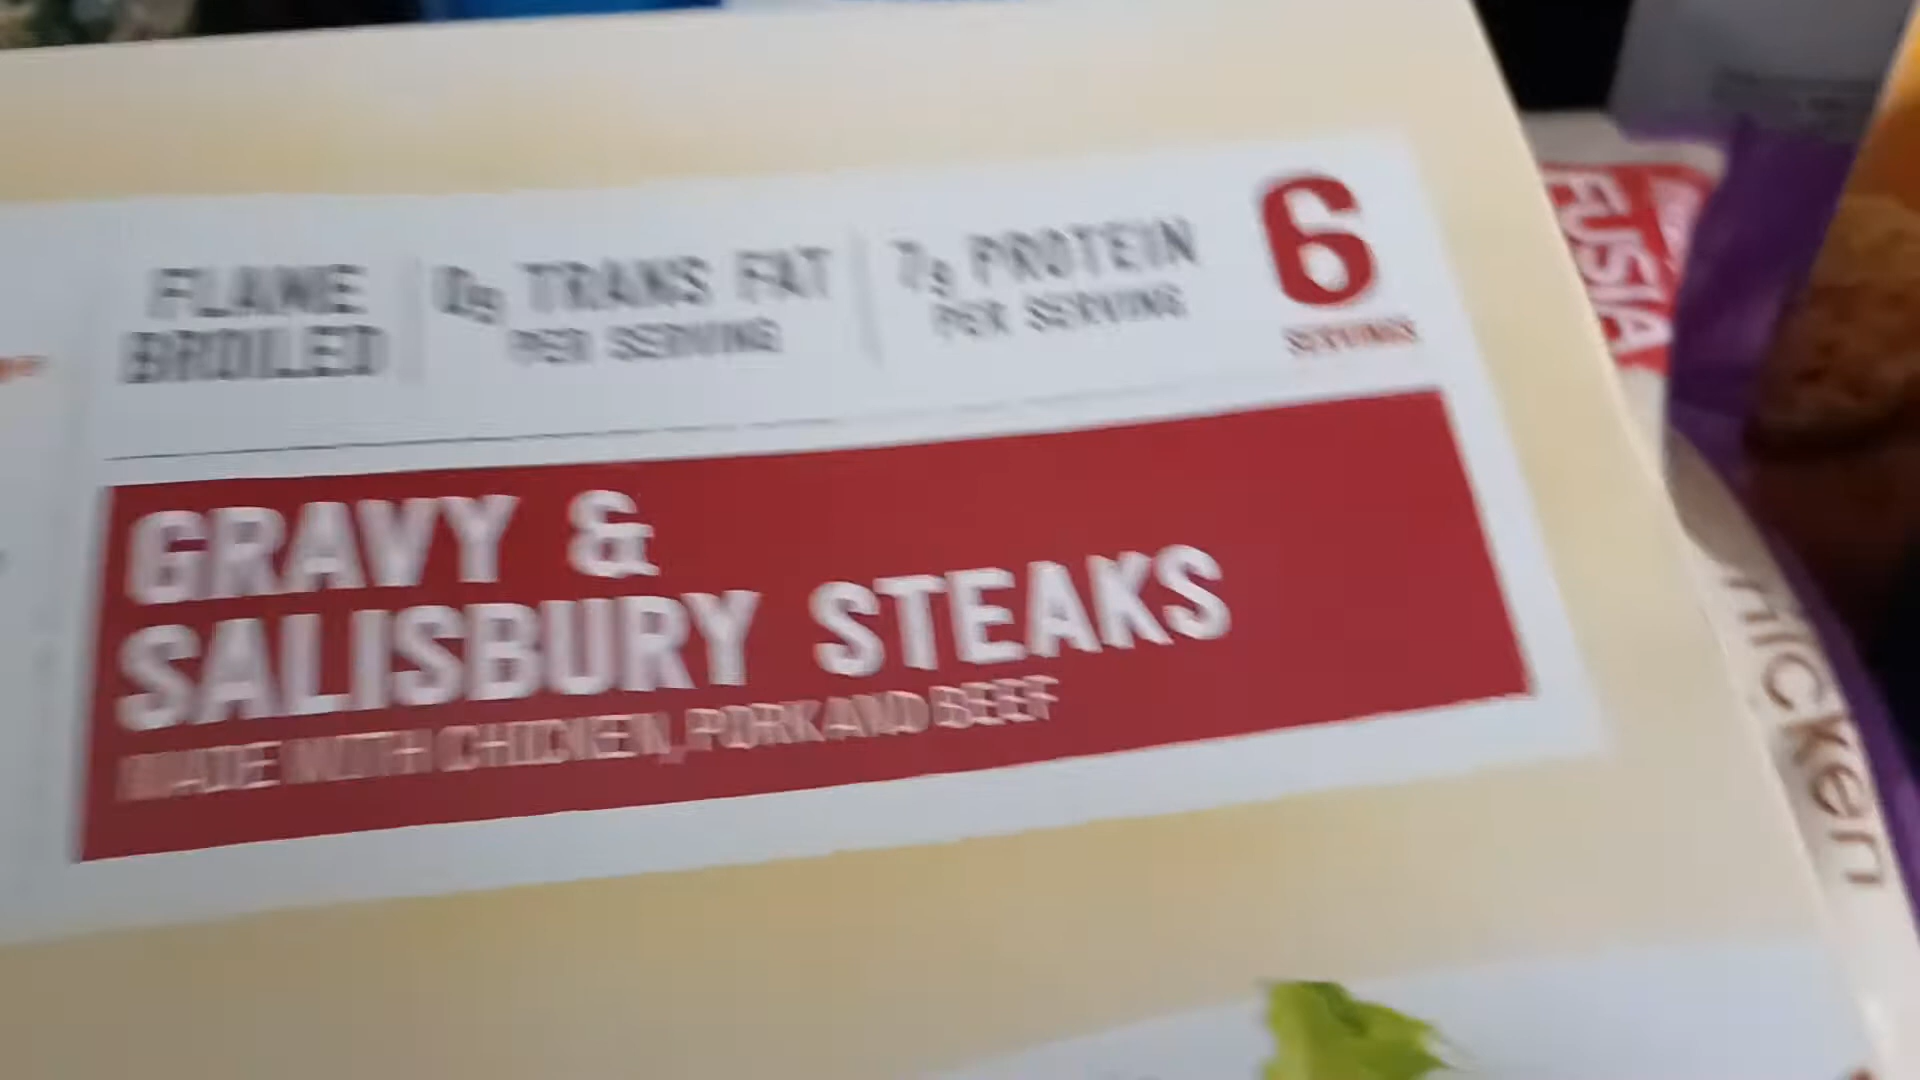 FLAME
BROILED
0g TRANS FAT
PER SERVING
7g PROTEIN
PER SERVING
6
SERVINGS
GRAVY &
SALISBURY STEAKS
MADE WITH CHICKEN, PORK AND BEEF
FUSIA